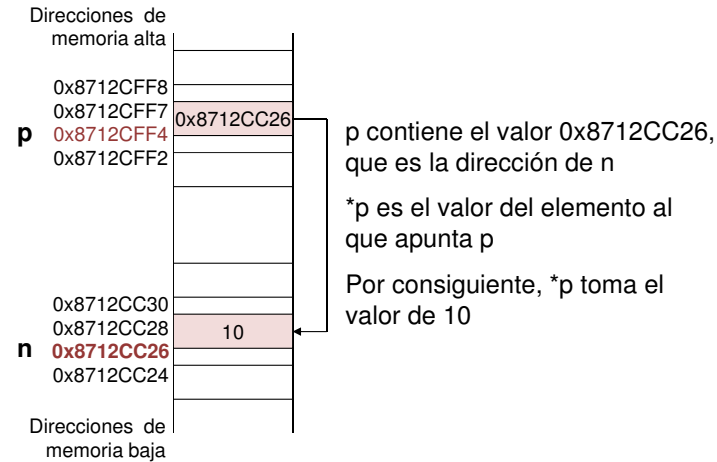 Direcciones de
memoria alta
0x8712CFF8
0x8712CFF7
0x8712CC26
p 0x8712CFF4
0x8712CFF2
p contiene el valor 0x8712CC26,
que es la dirección de n
*p es el valor del elemento al
que apunta p
Por consiguiente, *p toma el
valor de 10
0x8712CC30
0x8712CC28
10
n 0x8712CC26
0x8712CC24
Direcciones de
memoria baja